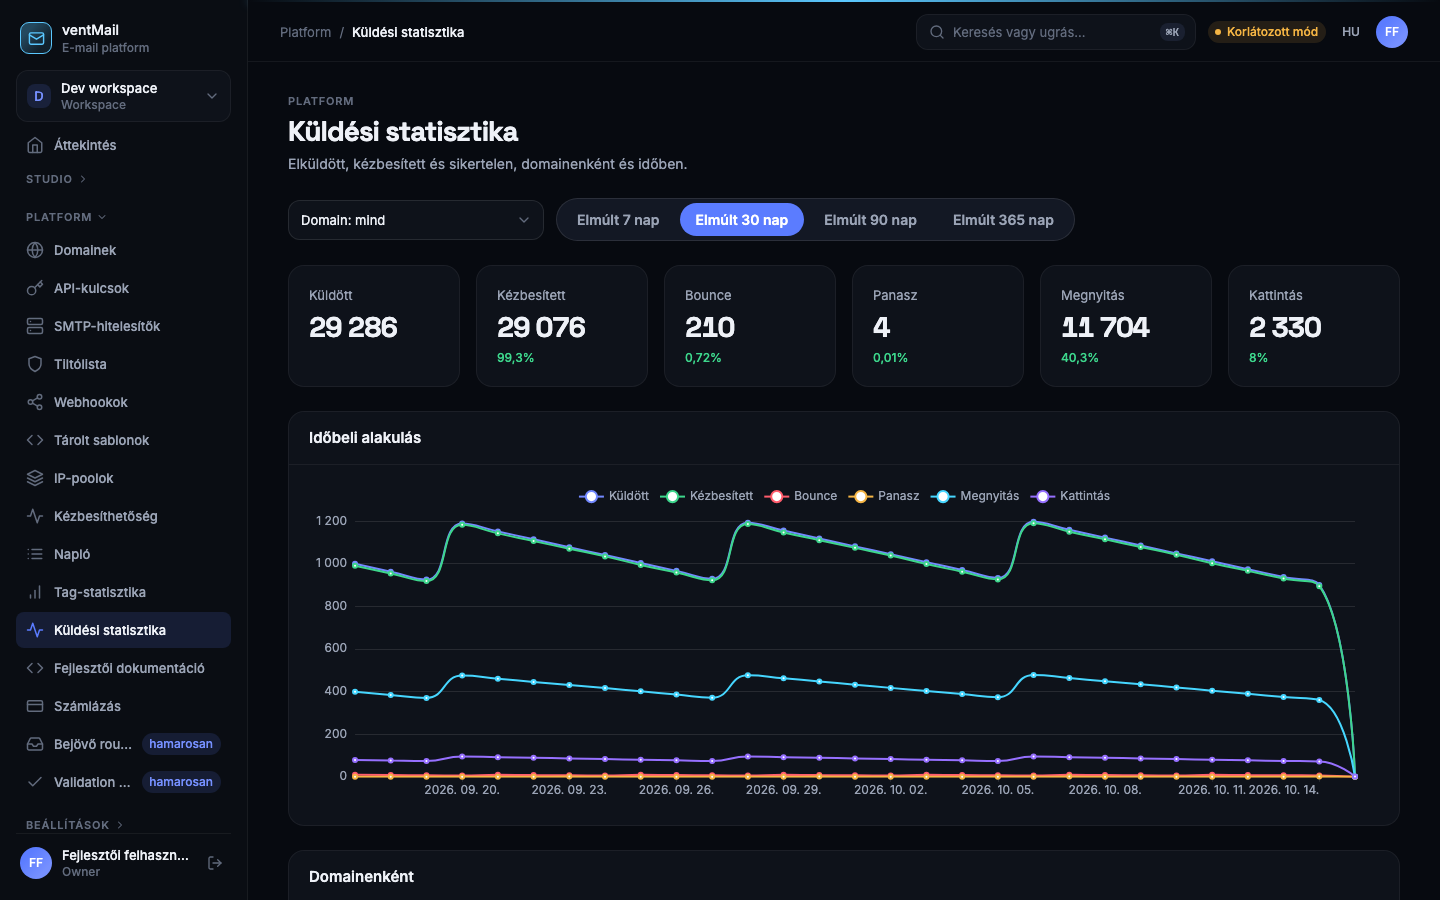 ventMail
E-mail platform
D
Dev workspace
Workspace
Áttekintés
STUDIO
PLATFORM
Domainek
API-kulcsok
SMTP-hitelesítők
Tiltólista
Webhookok
Tárolt sablonok
IP-poolok
Kézbesíthetőség
Napló
Tag-statisztika
Küldési statisztika
Fejlesztői dokumentáció
Számlázás
Bejövő rou... hamarosan
Validation ... hamarosan
BEÁLLÍTÁSOK
FF
Fejlesztői felhaszn...
Owner
Platform / Küldési statisztika
Keresés vagy ugrás... ⌘K
Korlátozott mód
HU
FF
PLATFORM
Küldési statisztika
Elküldött, kézbesített és sikertelen, domainenként és időben.
Domain: mind
Elmúlt 7 nap Elmúlt 30 nap Elmúlt 90 nap Elmúlt 365 nap
Küldött
29 286
Kézbesített
29 076
99,3%
Bounce
210
0,72%
Panasz
4
0,01%
Megnyitás
11 704
40,3%
Kattintás
2 330
8%
Időbeli alakulás
Küldött Kézbesített Bounce Panasz Megnyitás Kattintás
1 200
1 000
800
600
400
200
0
2026. 09. 20. 2026. 09. 23. 2026. 09. 26. 2026. 09. 29. 2026. 10. 02. 2026. 10. 05. 2026. 10. 08. 2026. 10. 11. 2026. 10. 14.
Domainenként